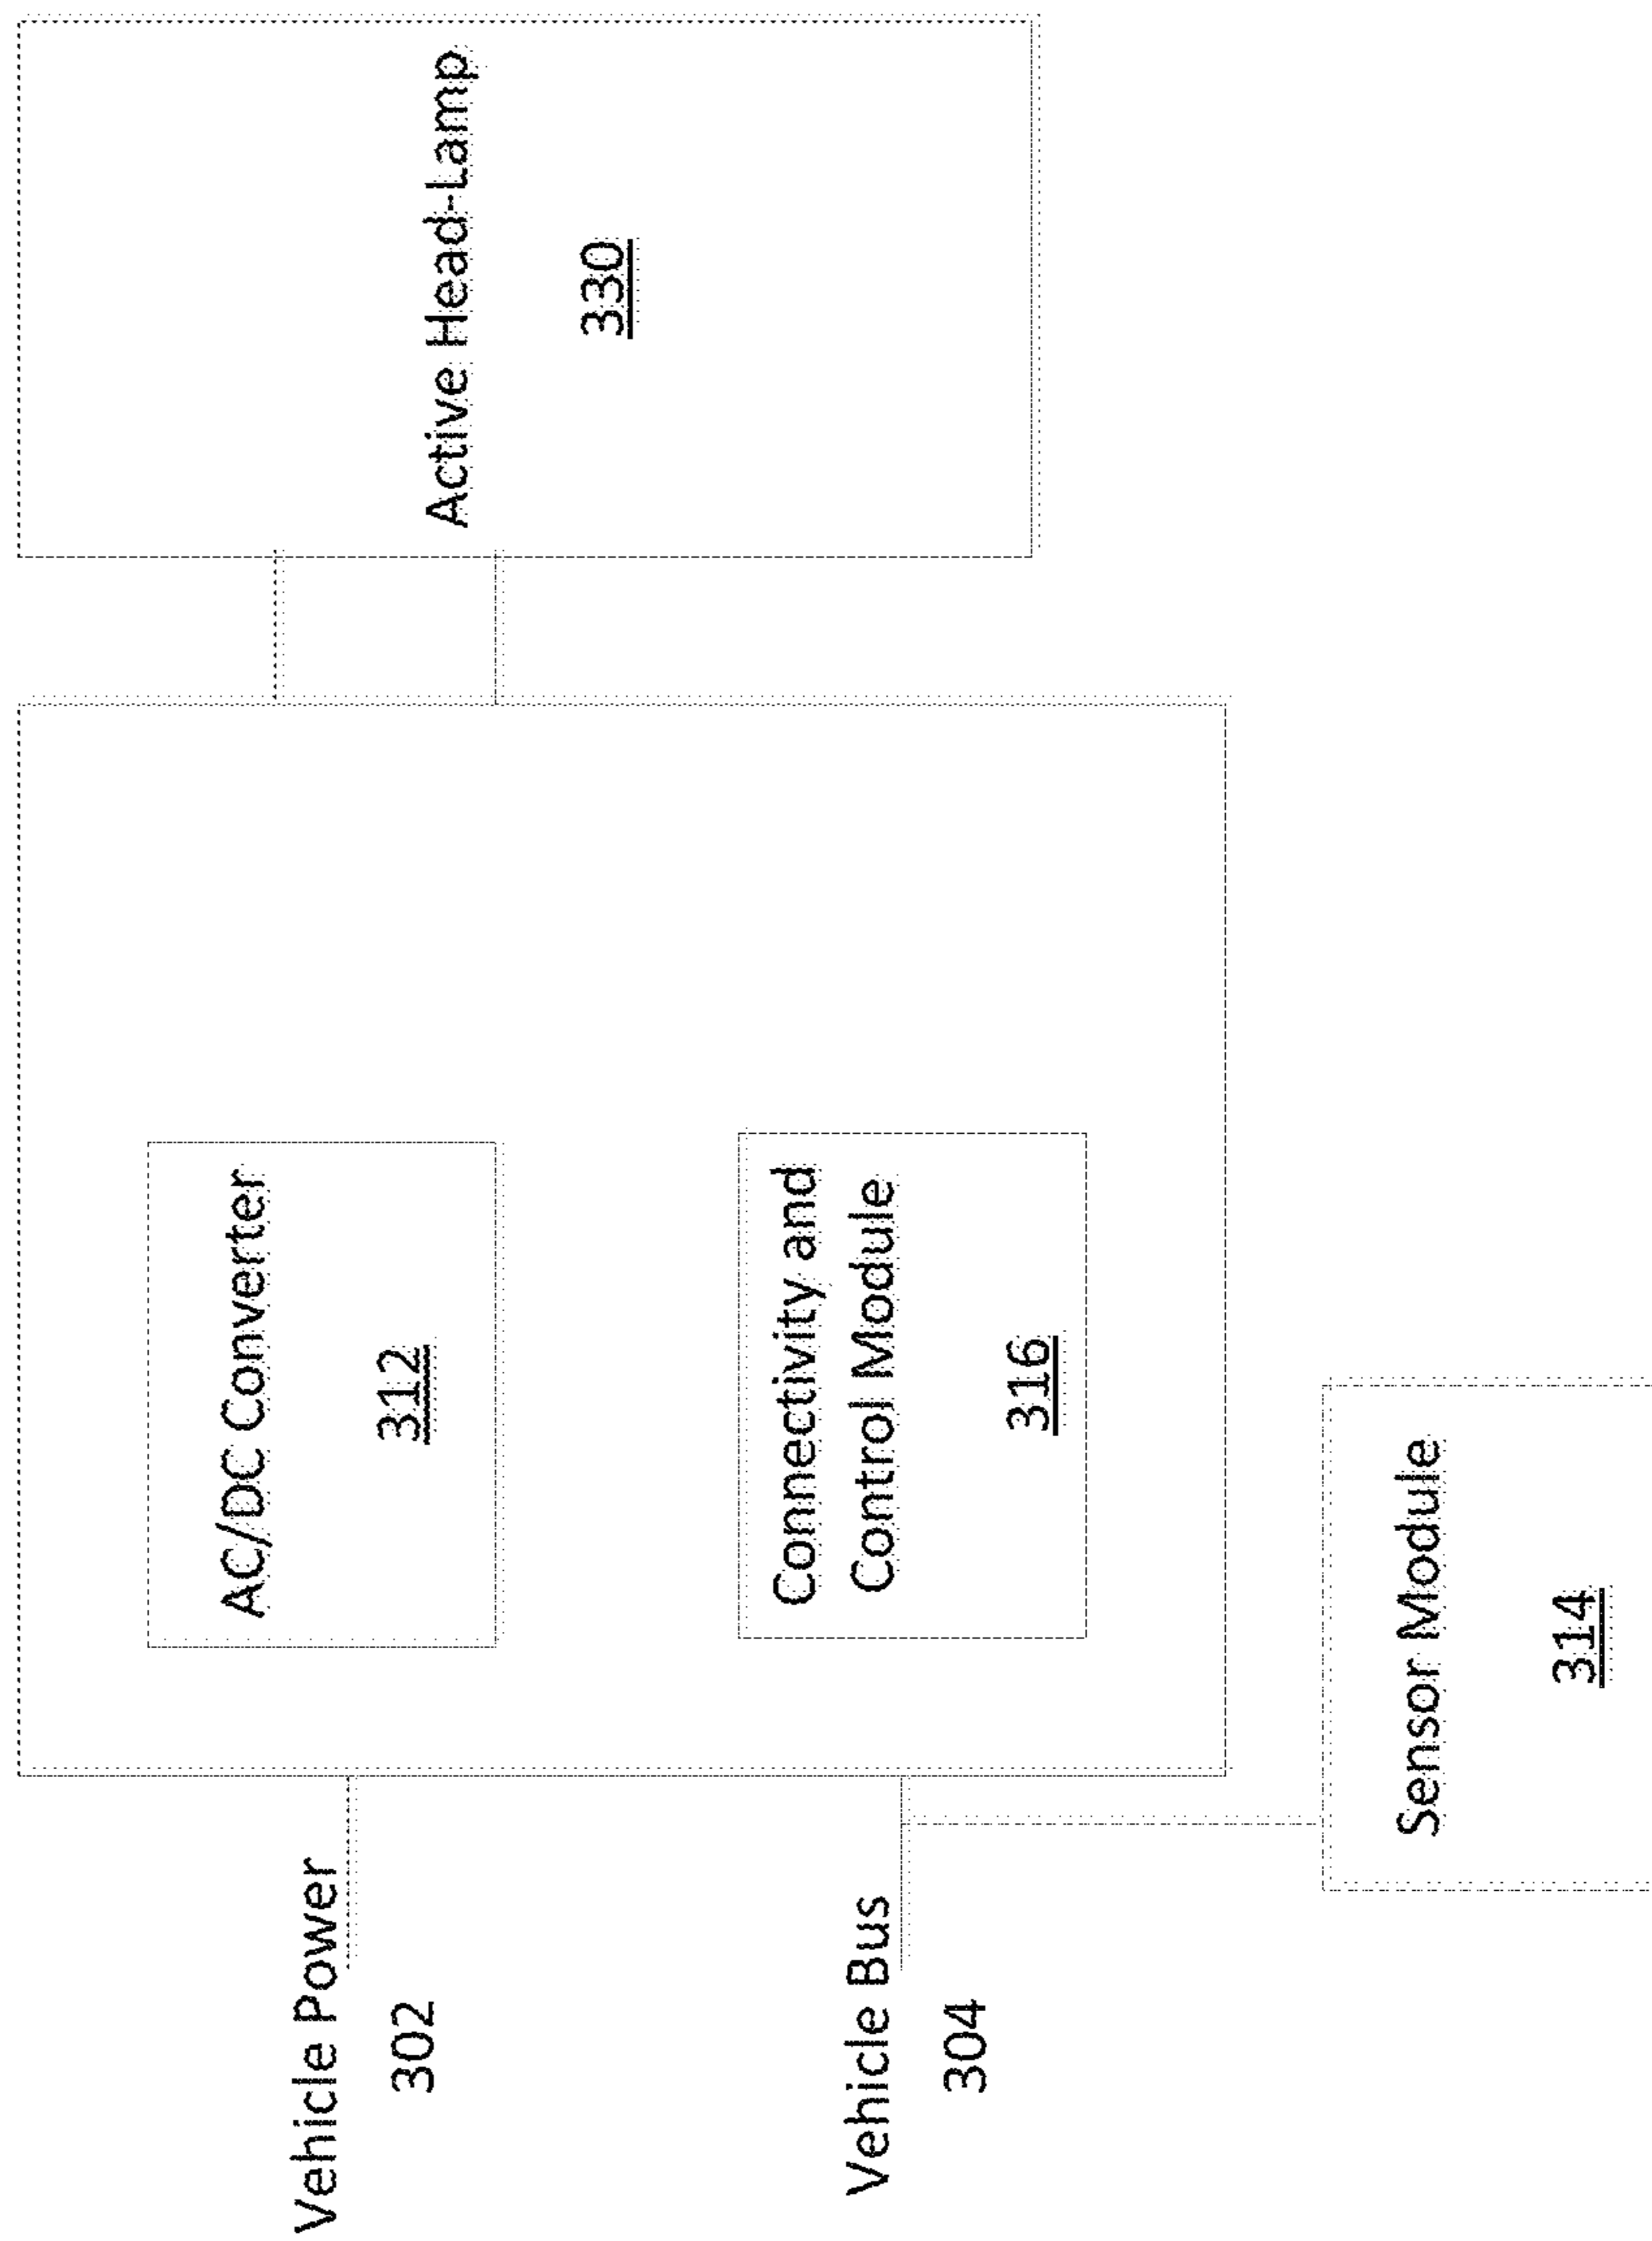 Vehicle Power
302
Vehicle Bus
304
AC/DC Converter
312
Connectivity and
Control Module
316
Sensor Module
314
Active Head-Lamp
330